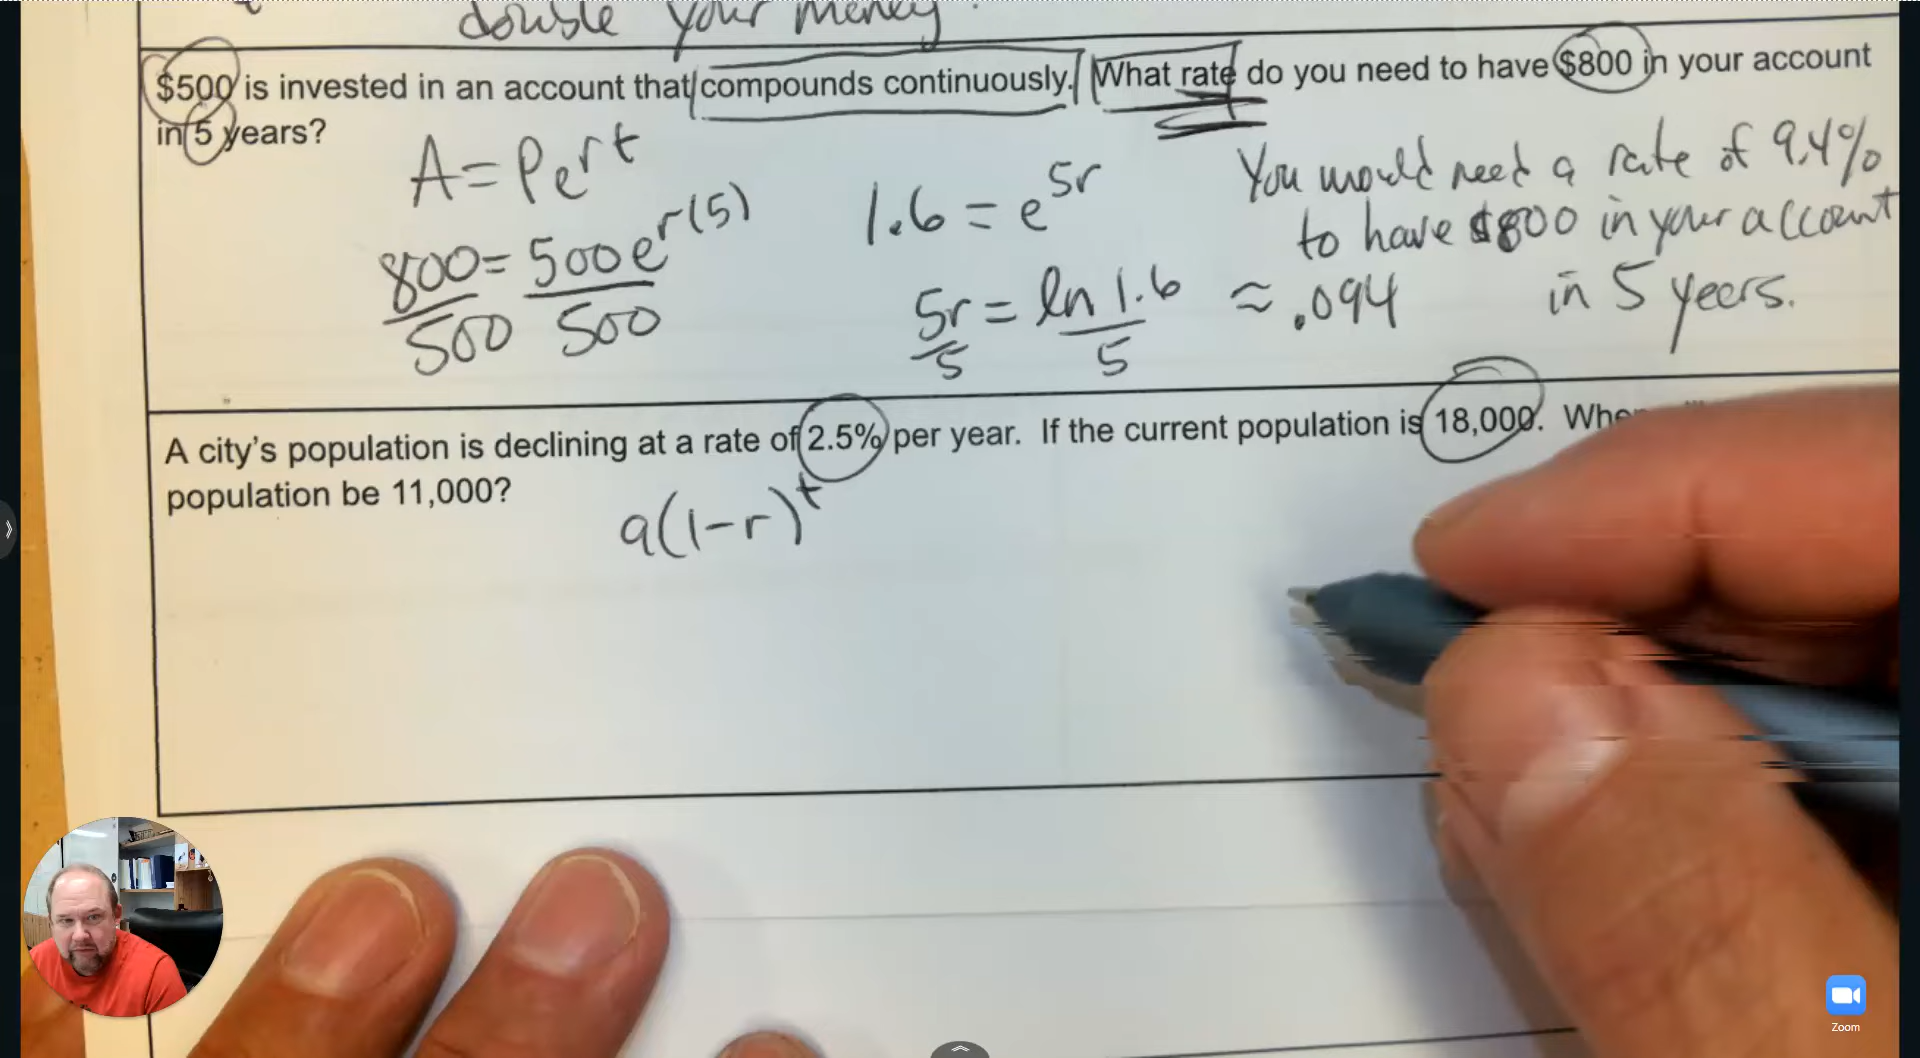 double your money.
$500 is invested in an account that compounds continuously. What rate do you need to have $800 in your account
in 5 years?
A = Pe^rt
800 = 500e^r(5)
500 500
1.6 = e^5r
5r = ln 1.6 ≈ .094
5 5
You would need a rate of 9.4%
to have $800 in your account
in 5 years.
A city's population is declining at a rate of 2.5% per year. If the current population is 18,000.
population be 11,000?
a(1-r)^t
Zoom